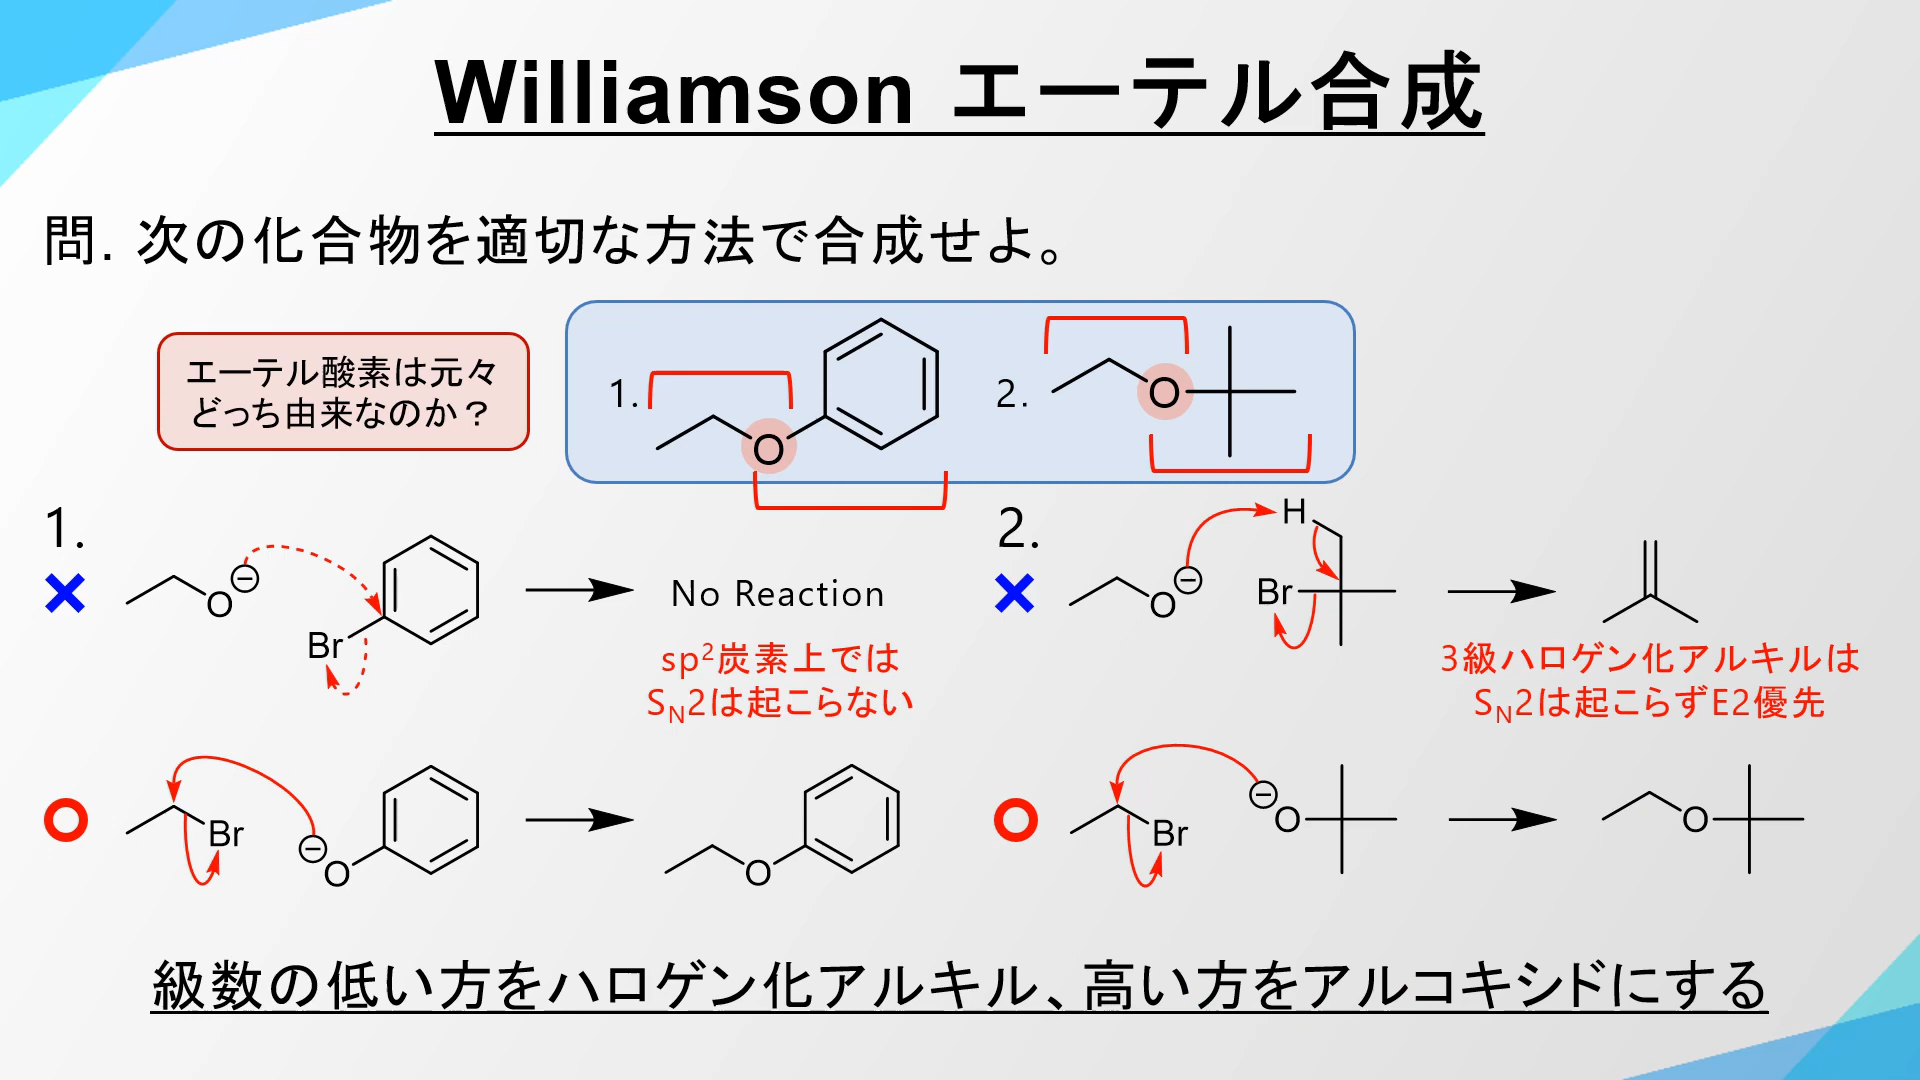 Williamson エーテル合成
問. 次の化合物を適切な方法で合成せよ。
エーテル酸素は元々
どっち由来なのか？
1.
O
2.
O
1.
O
Br
No Reaction
sp²炭素上では
S_N2は起こらない
Br
O
O
2.
O
H
Br
3級ハロゲン化アルキルは
S_N2は起こらずE2優先
Br
O
O
級数の低い方をハロゲン化アルキル、高い方をアルコキシドにする